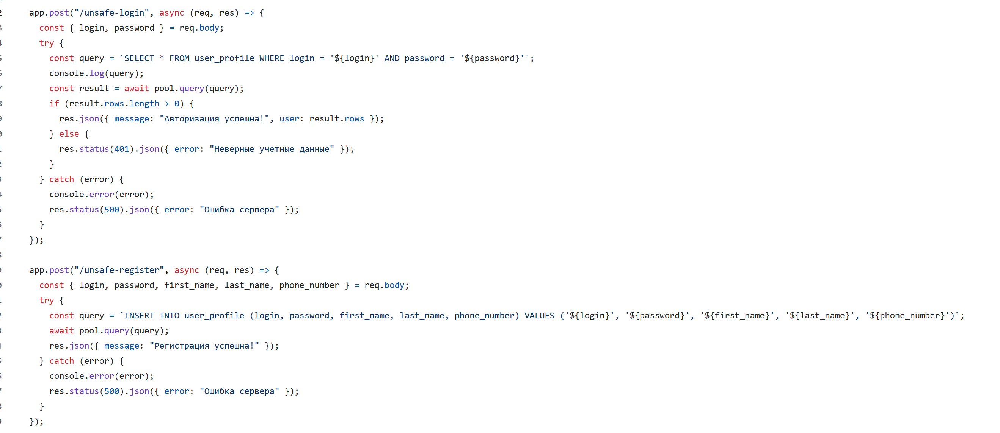 app.post("/unsafe-login", async (req, res) => {
const { login, password } = req.body;
try {
const query = `SELECT * FROM user_profile WHERE login = '${login}' AND password = '${password}'`;
console.log(query);
const result = await pool.query(query);
if (result.rows.length > 0) {
res.json({ message: "Авторизация успешна!", user: result.rows });
} else {
res.status(401).json({ error: "Неверные учетные данные" });
}
} catch (error) {
console.error(error);
res.status(500).json({ error: "Ошибка сервера" });
}
});
app.post("/unsafe-register", async (req, res) => {
const { login, password, first_name, last_name, phone_number } = req.body;
try {
const query = `INSERT INTO user_profile (login, password, first_name, last_name, phone_number) VALUES ('${login}', '${password}', '${first_name}', '${last_name}', '${phone_number}')`;
await pool.query(query);
res.json({ message: "Регистрация успешна!" });
} catch (error) {
console.error(error);
res.status(500).json({ error: "Ошибка сервера" });
}
});